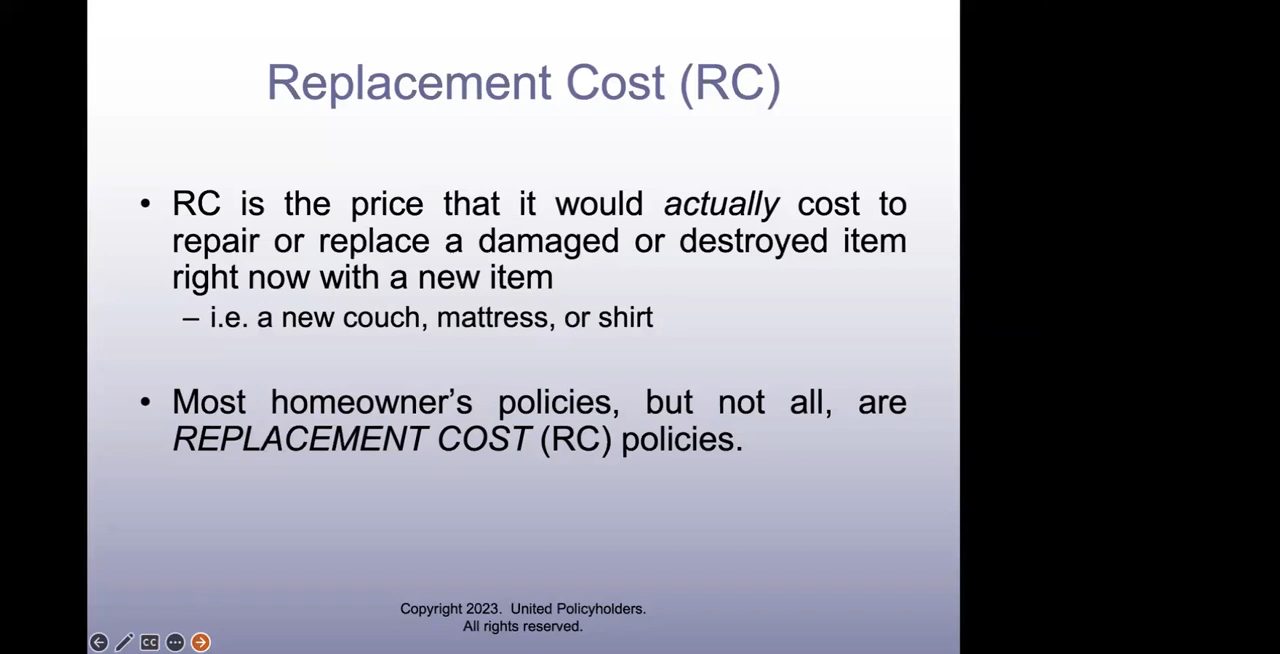 Replacement Cost (RC)
• RC is the price that it would actually cost to
repair or replace a damaged or destroyed item
right now with a new item
– i.e. a new couch, mattress, or shirt
• Most homeowner’s policies, but not all, are
REPLACEMENT COST (RC) policies.
Copyright 2023.  United Policyholders.
All rights reserved.
CC